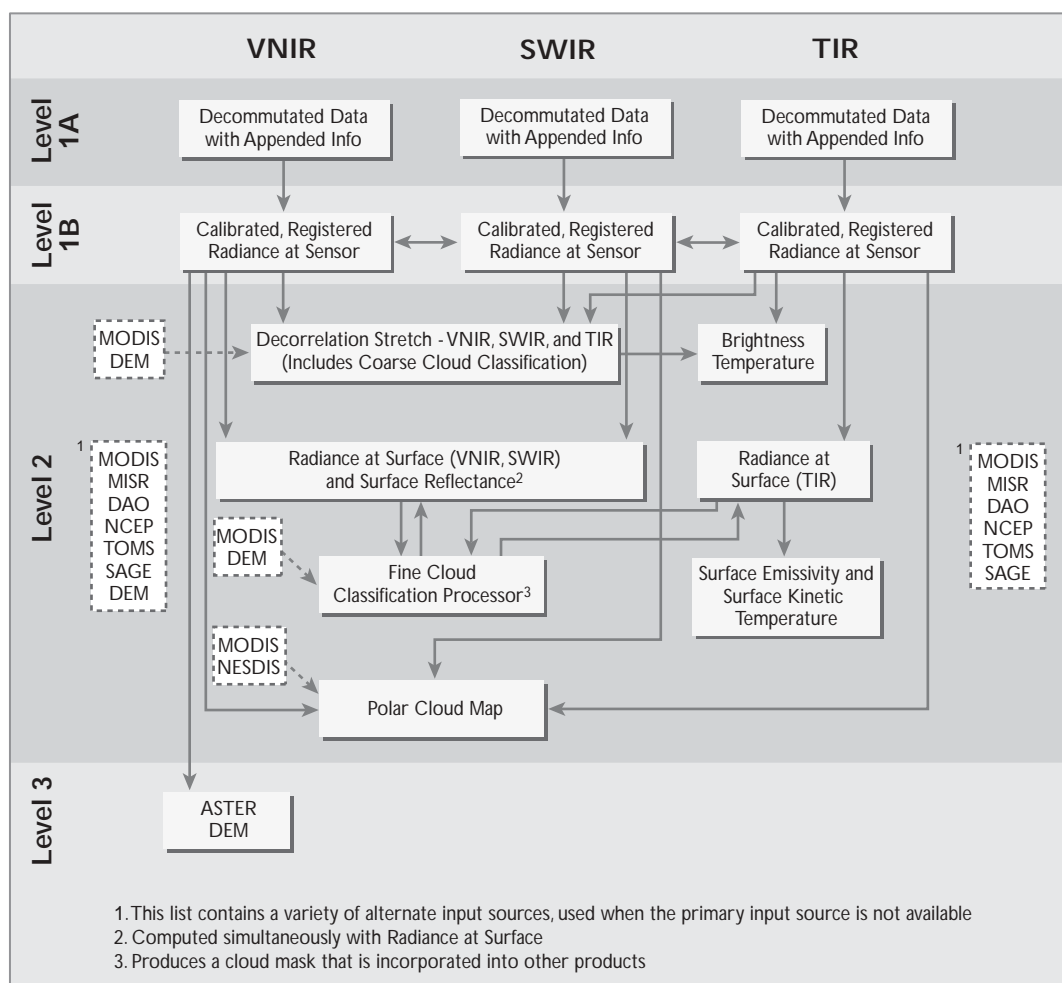 VNIR SWIR TIR
Level 1A
Decommutated Data with Appended Info
Decommutated Data with Appended Info
Decommutated Data with Appended Info
Level 1B
Calibrated, Registered Radiance at Sensor
Calibrated, Registered Radiance at Sensor
Calibrated, Registered Radiance at Sensor
Level 2
MODIS
DEM
Decorrelation Stretch - VNIR, SWIR, and TIR
(Includes Coarse Cloud Classification)
Brightness
Temperature
1
MODIS
MISR
DAO
NCEP
TOMS
SAGE
DEM
Radiance at Surface (VNIR, SWIR)
and Surface Reflectance2
Radiance at
Surface (TIR)
1
MODIS
MISR
DAO
NCEP
TOMS
SAGE
MODIS
DEM
Fine Cloud
Classification Processor3
Surface Emissivity and
Surface Kinetic
Temperature
MODIS
NESDIS
Polar Cloud Map
Level 3
ASTER
DEM
1. This list contains a variety of alternate input sources, used when the primary input source is not available
2. Computed simultaneously with Radiance at Surface
3. Produces a cloud mask that is incorporated into other products